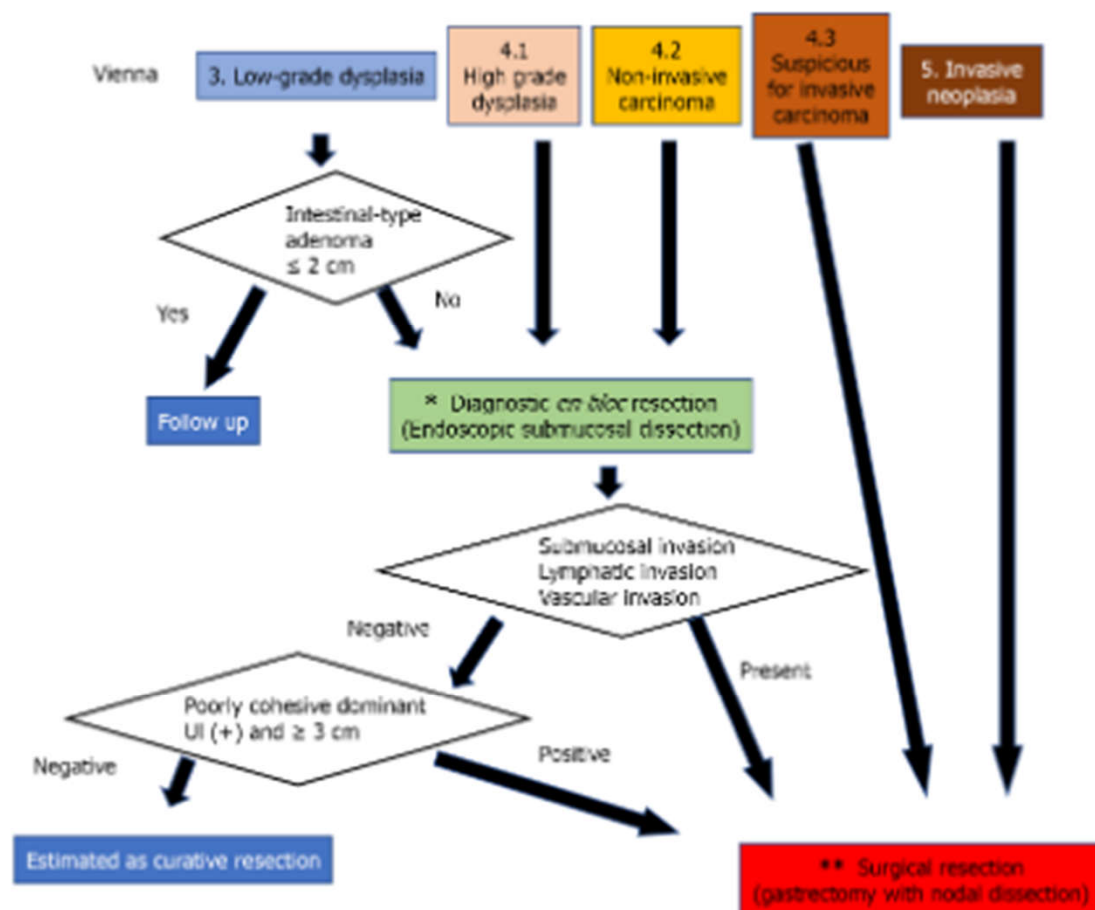 Vienna
3. Low-grade dysplasia
4.1
High grade
dysplasia
4.2
Non-invasive
carcinoma
4.3
Suspicious
for invasive
carcinoma
5. Invasive
neoplasia
Intestinal-type
adenoma
≤ 2 cm
Yes
No
Follow up
* Diagnostic en bloc resection
(Endoscopic submucosal dissection)
Submucosal invasion
Lymphatic invasion
Vascular invasion
Negative
Present
Poorly cohesive dominant
Ul (+) and ≥ 3 cm
Negative
Positive
Estimated as curative resection
** Surgical resection
(gastrectomy with nodal dissection)